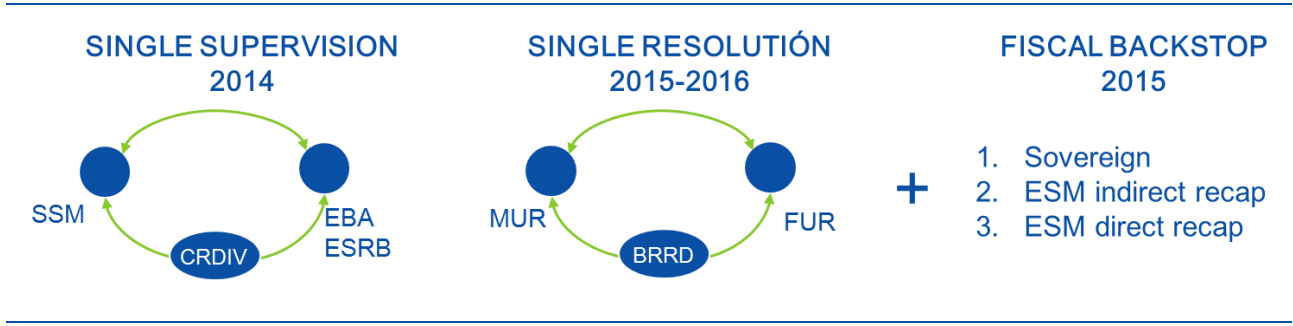 SINGLE SUPERVISION
2014
SSM
EBA
ESRB
CRDIV
SINGLE RESOLUTIÓN
2015-2016
MUR
FUR
BRRD
+
FISCAL BACKSTOP
2015
1. Sovereign
2. ESM indirect recap
3. ESM direct recap